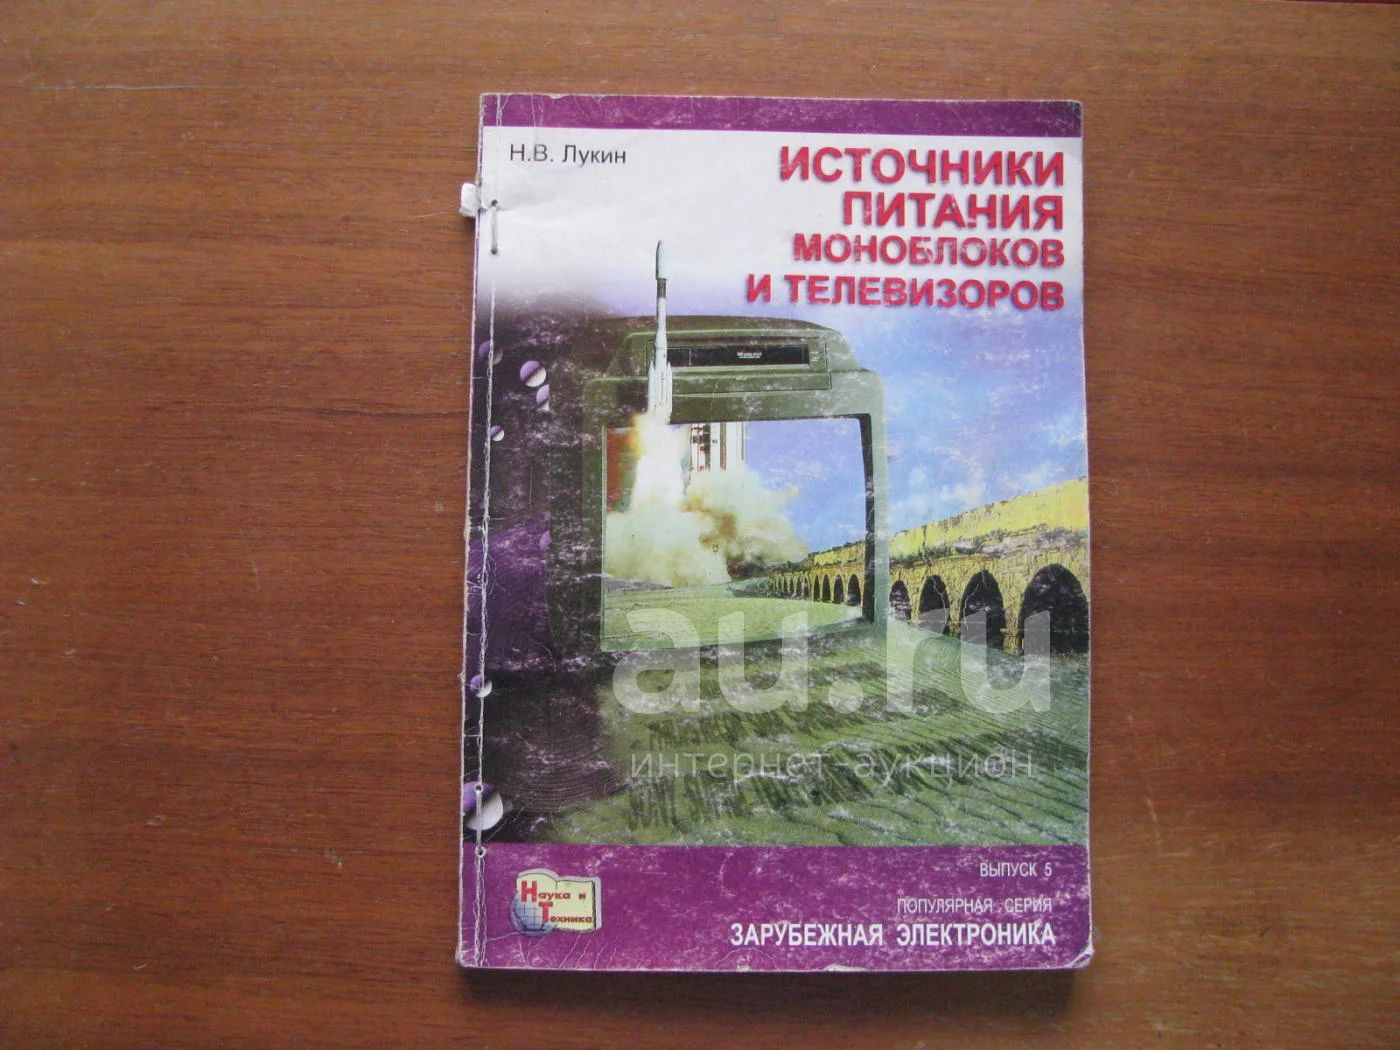 Н.В. Лукин
ИСТОЧНИКИ
ПИТАНИЯ
МОНОБЛОКОВ
И ТЕЛЕВИЗОРОВ
au.ru
интернет-аукцион
ВЫПУСК 5
ПОПУЛЯРНАЯ СЕРИЯ
ЗАРУБЕЖНАЯ ЭЛЕКТРОНИКА
Наука и
Техника